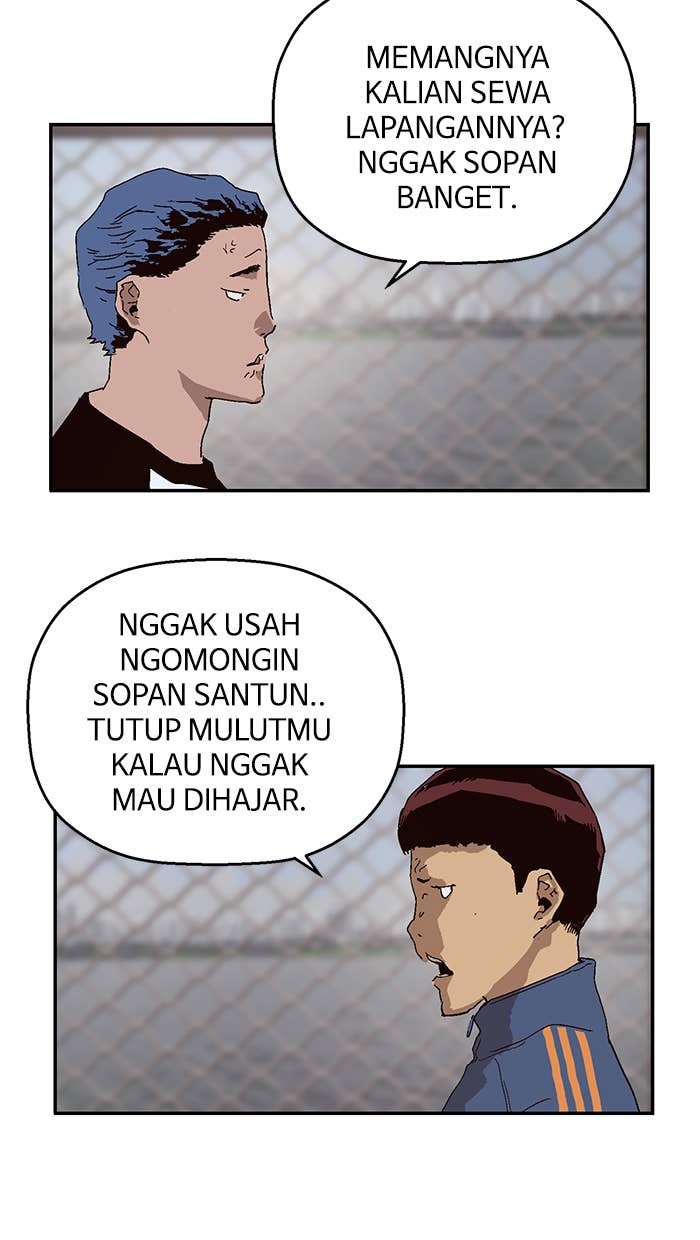 MEMANGNYA
KALIAN SEWA
LAPANGANNYA?
NGGAK SOPAN
BANGET.
NGGAK USAH
NGOMONGIN
SOPAN SANTUN..
TUTUP MULUTMU
KALAU NGGAK
MAU DIHAJAR.